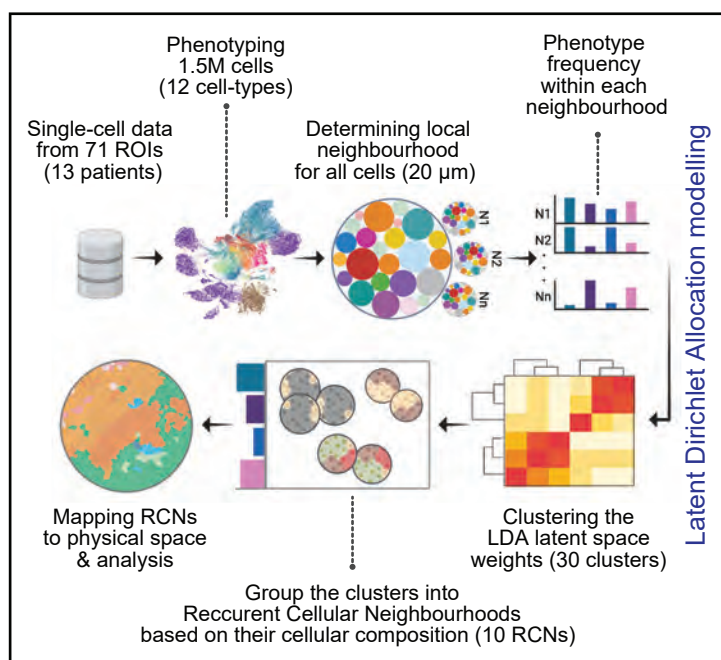 Phenotyping
1.5M cells
(12 cell-types)
Phenotype
frequency
within each
neighbourhood
Single-cell data
from 71 ROIs
(13 patients)
Determining local
neighbourhood
for all cells (20 µm)
N1
N2
Nn
N1
N2
Nn
Latent Dirichlet Allocation modelling
Mapping RCNs
to physical space
& analysis
Clustering the
LDA latent space
weights (30 clusters)
Group the clusters into
Reccurent Cellular Neighbourhoods
based on their cellular composition (10 RCNs)